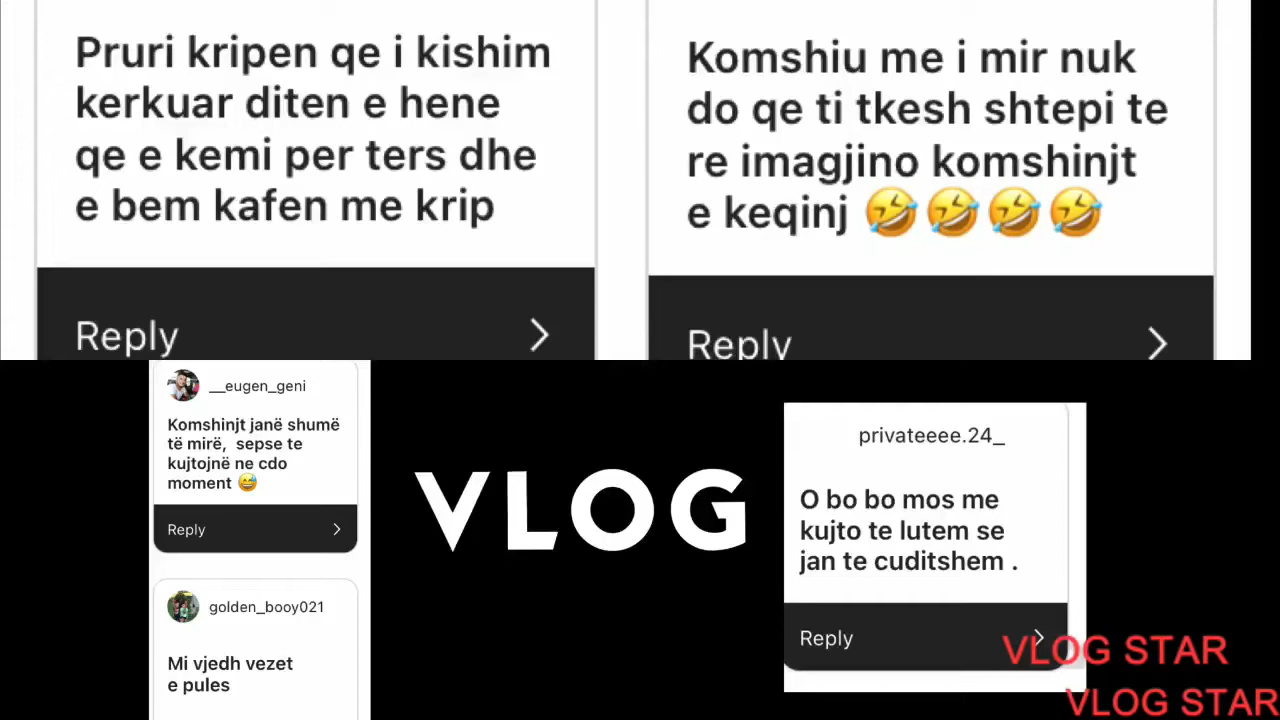 Pruri kripen qe i kishim
kerkuar diten e hene
qe e kemi per ters dhe
e bem kafen me krip
Reply
Komshiu me i mir nuk
do qe ti tkesh shtepi te
re imagjino komshinjt
e keqinj 🤣🤣🤣🤣
Reply
__eugen_geni
Komshinjt janë shumë
të mirë, sepse te
kujtojnë ne cdo
moment 😅
Reply
golden_booy021
Mi vjedh vezet
e pules
VLOG
privateeee.24_
O bo bo mos me
kujto te lutem se
jan te cuditshem .
Reply
VLOG STAR
VLOG STAR